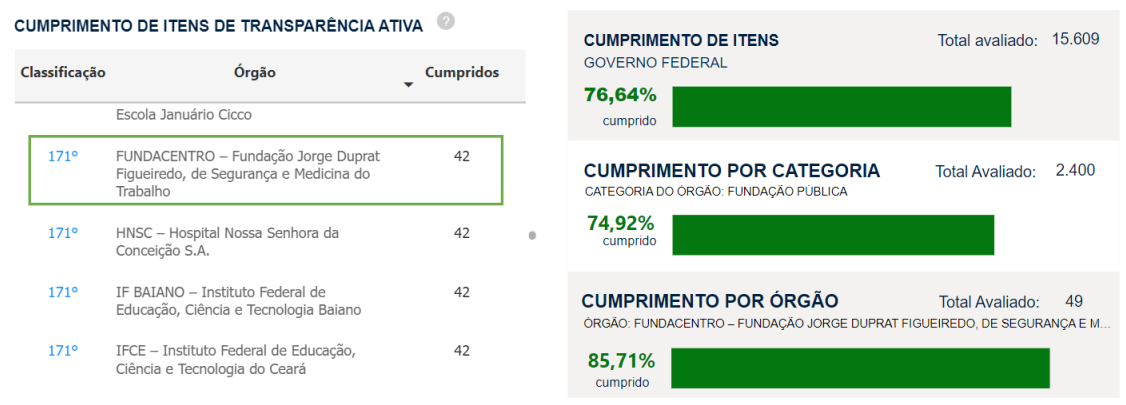 CUMPRIMENTO DE ITENS DE TRANSPARÊNCIA ATIVA ?
Classificação Órgão Cumpridos
Escola Januário Cicco
171º FUNDACENTRO – Fundação Jorge Duprat 42
Figueiredo, de Segurança e Medicina do
Trabalho
171º HNSC – Hospital Nossa Senhora da 42
Conceição S.A.
171º IF BAIANO – Instituto Federal de 42
Educação, Ciência e Tecnologia Baiano
171º IFCE – Instituto Federal de Educação, 42
Ciência e Tecnologia do Ceará
CUMPRIMENTO DE ITENS Total avaliado: 15.609
GOVERNO FEDERAL
76,64%
cumprido
CUMPRIMENTO POR CATEGORIA Total Avaliado: 2.400
CATEGORIA DO ÓRGÃO: FUNDAÇÃO PÚBLICA
74,92%
cumprido
CUMPRIMENTO POR ÓRGÃO Total Avaliado: 49
ÓRGÃO: FUNDACENTRO – FUNDAÇÃO JORGE DUPRAT FIGUEIREDO, DE SEGURANÇA E M...
85,71%
cumprido